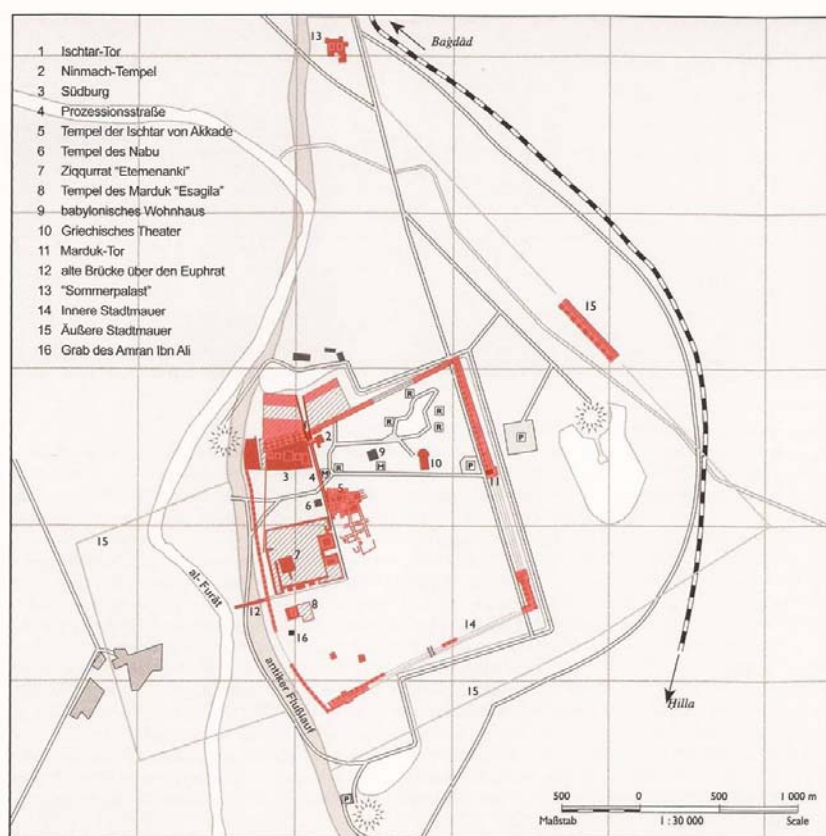 1 Ischtar-Tor
2 Ninmach-Tempel
3 Südburg
4 Prozessionsstraße
5 Tempel der Ischtar von Akkade
6 Tempel des Nabu
7 Ziqqurrat "Etemenanki"
8 Tempel des Marduk "Esagila"
9 babylonisches Wohnhaus
10 Griechisches Theater
11 Marduk-Tor
12 alte Brücke über den Euphrat
13 "Sommerpalast"
14 Innere Stadtmauer
15 Äußere Stadtmauer
16 Grab des Amran Ibn Ali
13
Baġdād
15
R
R
R
R
1
2
9
P
3
4
M
R
M
10
P
11
5
6
15
7
al-Furāt
12
8
14
16
antiker Flußlauf
15
Hilla
P
500 0 500 1 000 m
Maßstab 1 : 30 000 Scale